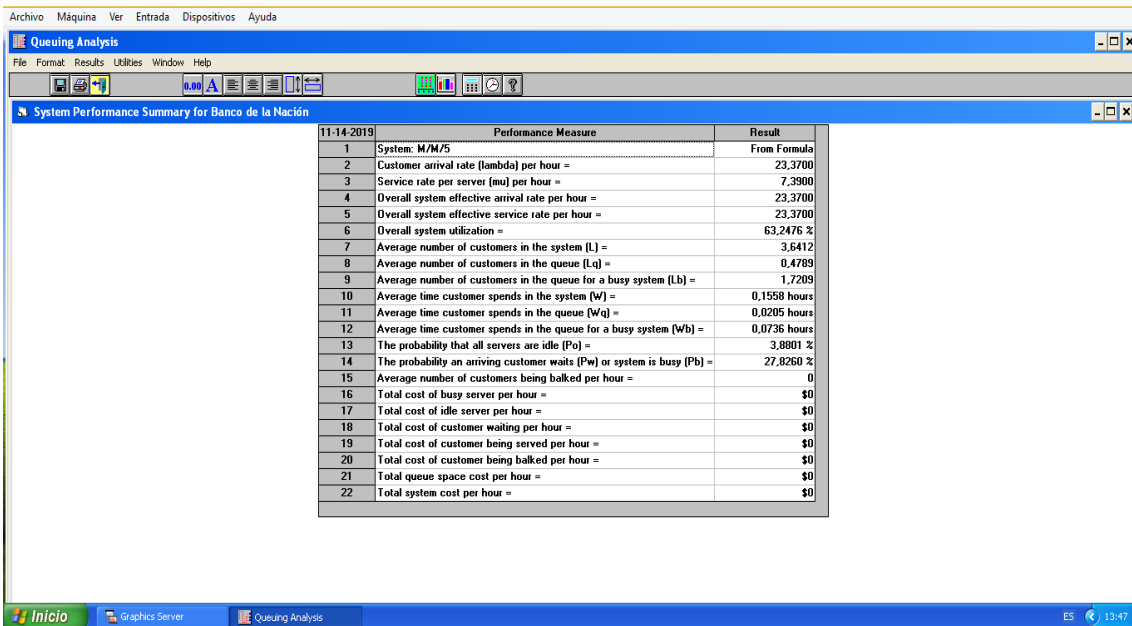 Archivo Máquina Ver Entrada Dispositivos Ayuda
Queuing Analysis
File Format Results Utilities Window Help
0.00 A
System Performance Summary for Banco de la Nación
11-14-2019 Performance Measure Result
1 System: M/M/5 From Formula
2 Customer arrival rate (lambda) per hour = 23,3700
3 Service rate per server (mu) per hour = 7,3900
4 Overall system effective arrival rate per hour = 23,3700
5 Overall system effective service rate per hour = 23,3700
6 Overall system utilization = 63,2476 %
7 Average number of customers in the system (L) = 3,6412
8 Average number of customers in the queue (Lq) = 0,4789
9 Average number of customers in the queue for a busy system (Lb) = 1,7209
10 Average time customer spends in the system (W) = 0,1558 hours
11 Average time customer spends in the queue (Wq) = 0,0205 hours
12 Average time customer spends in the queue for a busy system (Wb) = 0,0736 hours
13 The probability that all servers are idle (Po) = 3,8801 %
14 The probability an arriving customer waits (Pw) or system is busy (Pb) = 27,8260 %
15 Average number of customers being balked per hour = 0
16 Total cost of busy server per hour = $0
17 Total cost of idle server per hour = $0
18 Total cost of customer waiting per hour = $0
19 Total cost of customer being served per hour = $0
20 Total cost of customer being balked per hour = $0
21 Total queue space cost per hour = $0
22 Total system cost per hour = $0
Inicio Graphics Server Queuing Analysis ES 13:47